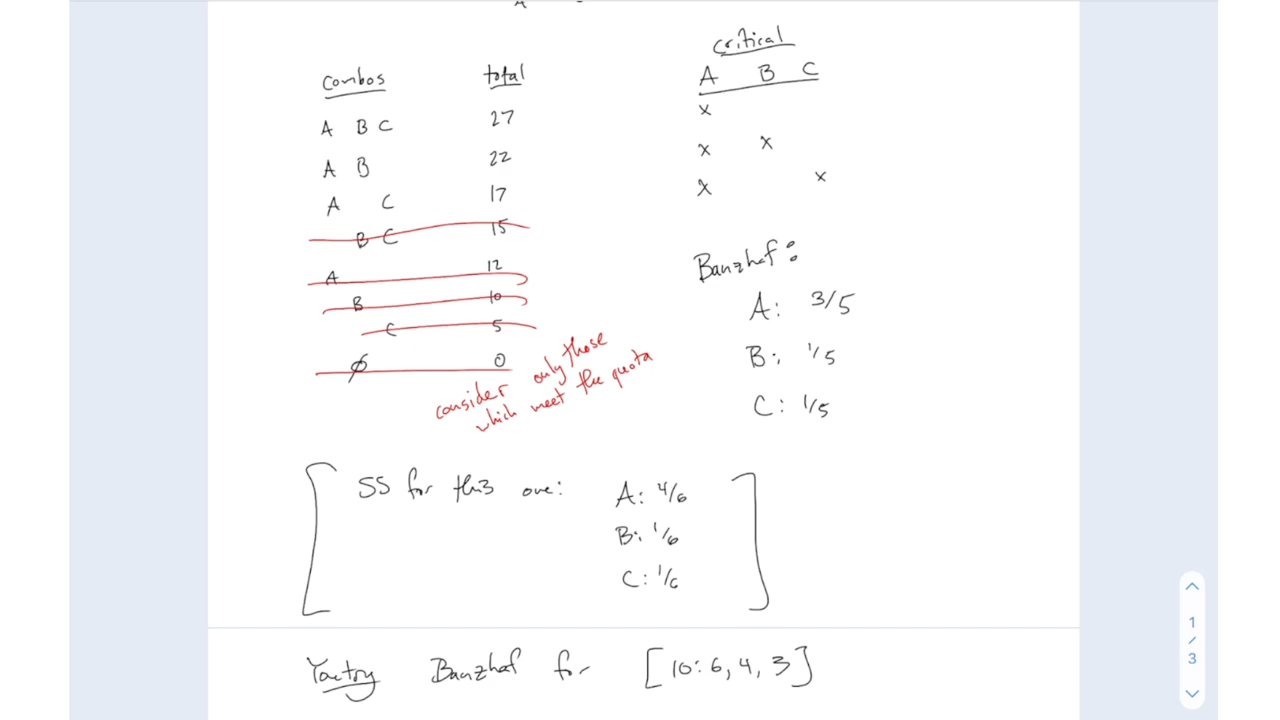 critical
combos total A B C
A B C 27 x
A B 22 x x
A C 17 x x
B C 15
A 12
B 10
C 5
∅ 0
consider only those
which meet the quota
Banzhaf:
A: 3/5
B: 1/5
C: 1/5
SS for this one: A: 4/6
B: 1/6
C: 1/6
You try Banzhaf for [10: 6, 4, 3]
1
/
3